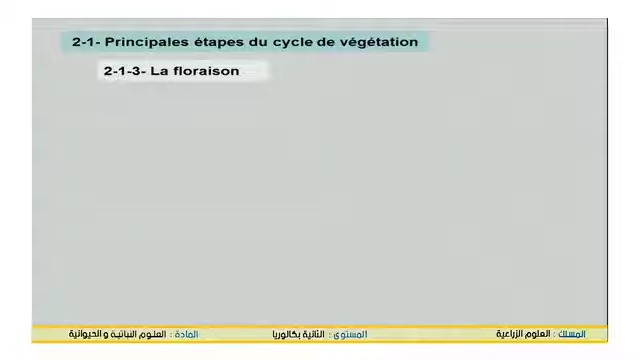 2-1- Principales étapes du cycle de végétation
2-1-3- La floraison
المسلك : العلوم الزراعية المستوى : الثانية بكالوريا المادة : العلوم النباتية و الحيوانية